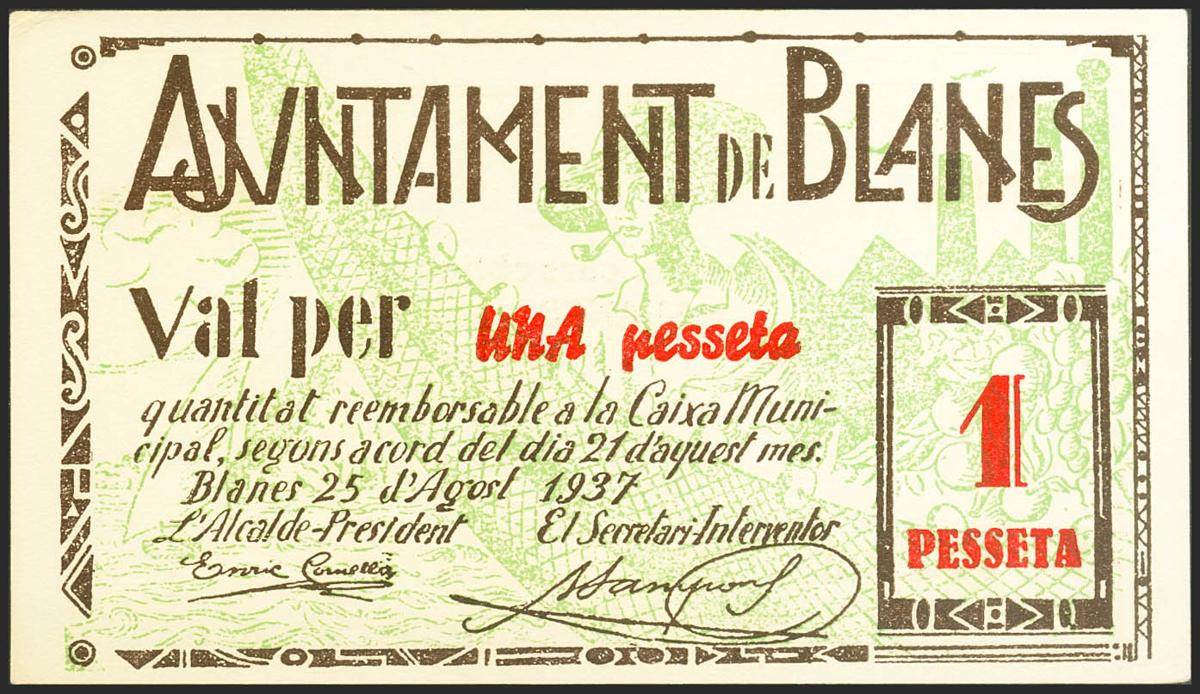 AJUNTAMENT DE BLANES
Val per UNA pesseta
quantitat reemborsable a la Caixa Muni-
cipal, segons acord del dia 21 d'aquest mes.
Blanes 25 d'Agost 1937
L'Alcalde-President El Secretari-Interventor
Enric
1
PESSETA